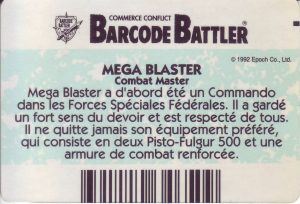 COMMERCE CONFLICT
BARCODE BATTLER®
BARCODE
BATTLER
© 1992 Epoch Co., Ltd.
MEGA BLASTER
Combat Master
Mega Blaster a d'abord été un Commando
dans les Forces Spéciales Fédérales. Il a gardé
un fort sens du devoir et est respecté de tous.
Il ne quitte jamais son équipement préféré,
qui consiste en deux Pisto-Fulgur 500 et une
armure de combat renforcée.